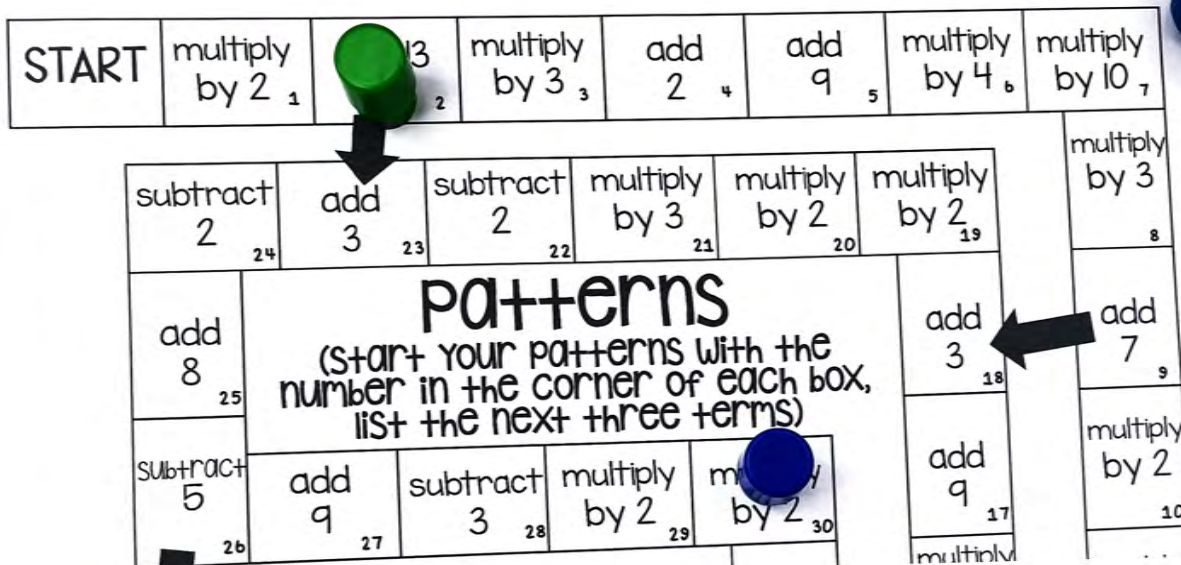 START
multiply
by 2 1
13
2
multiply
by 3 3
add
2 4
add
9 5
multiply
by 4 6
multiply
by 10 7
multiply
by 3
8
add
7
9
multiply
by 2
10
subtract
2
24
add
3
23
subtract
2
22
multiply
by 3
21
multiply
by 2
20
multiply
by 2
19
add
3
18
add
9
17
multiply
add
8
25
subtract
5
26
patterns
(start your patterns with the
number in the corner of each box,
list the next three terms)
add
9
27
subtract
3
28
multiply
by 2
29
by 2
30